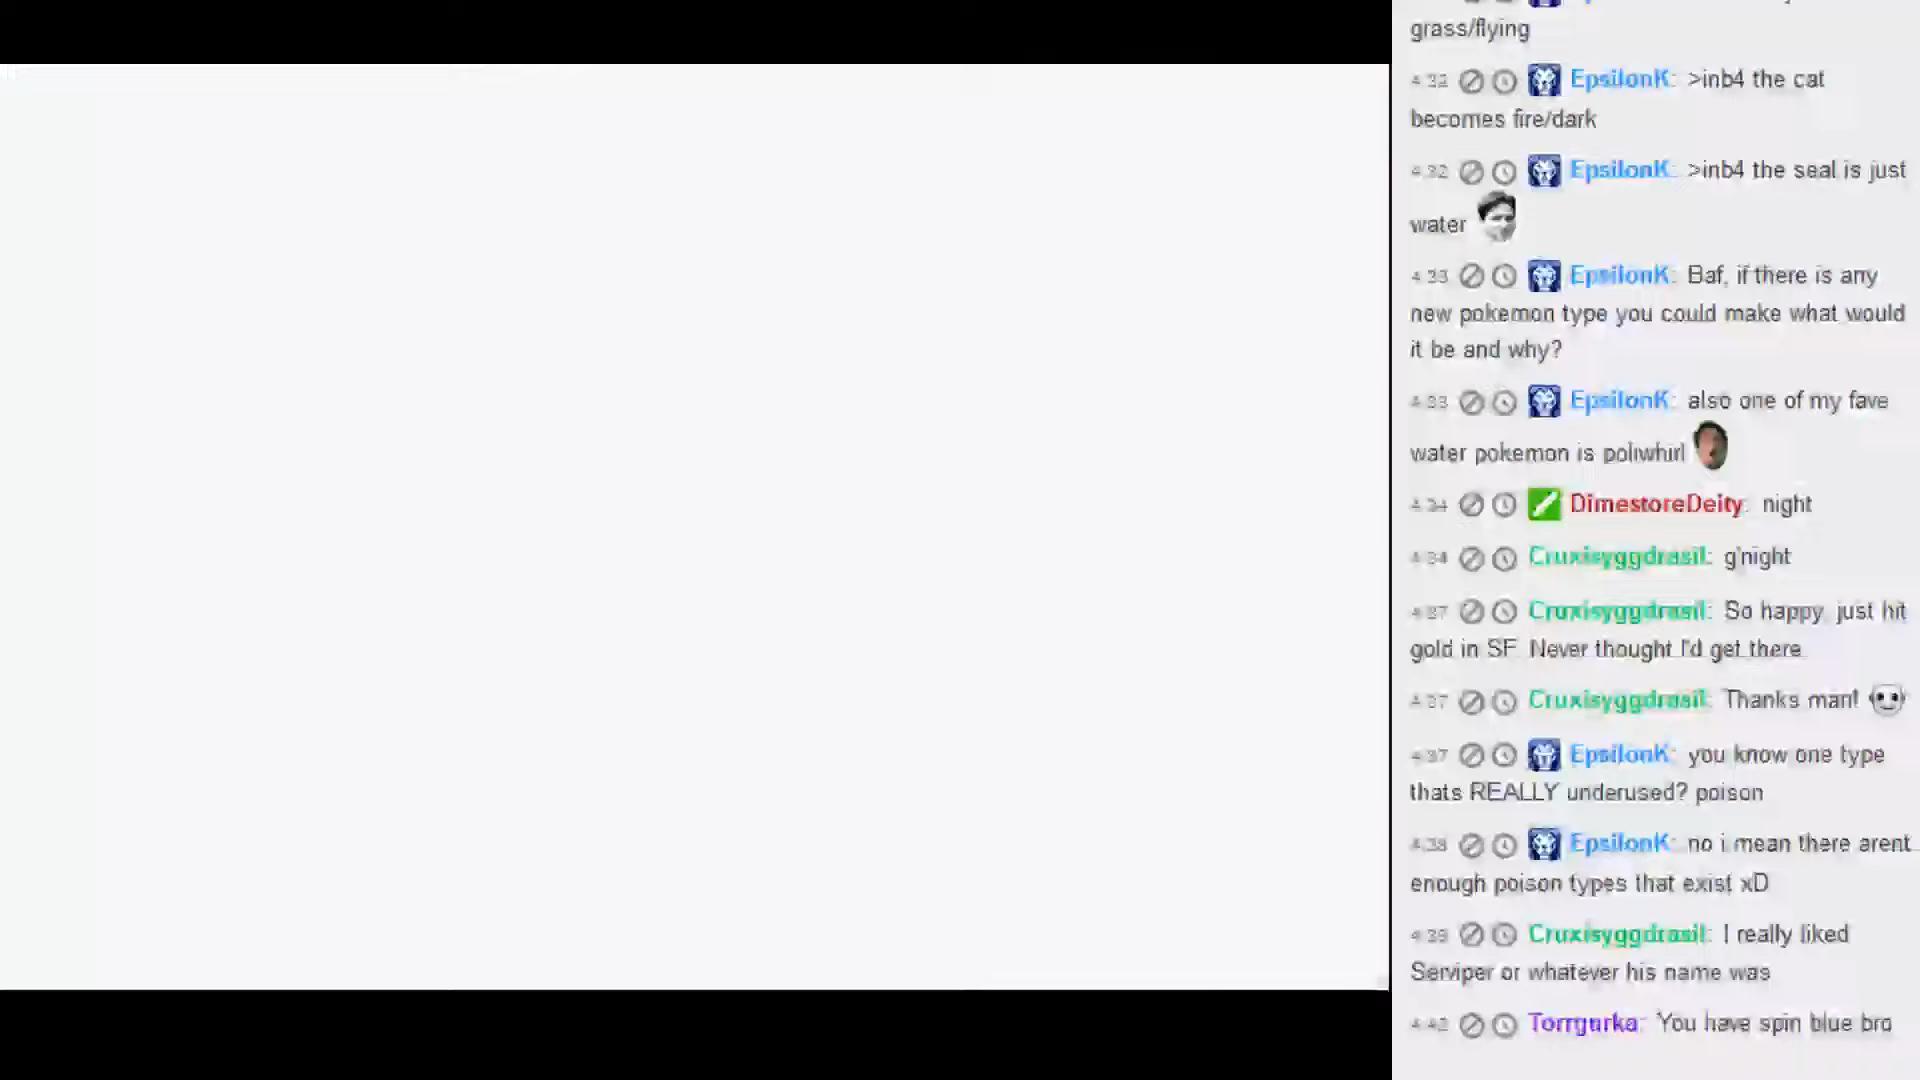 grass/flying
4:32 EpsilonK: >inb4 the cat
becomes fire/dark
4:32 EpsilonK: >inb4 the seal is just
water
4:33 EpsilonK: Baf, if there is any
new pokemon type you could make what would
it be and why?
4:33 EpsilonK: also one of my fave
water pokemon is poliwhirl
4:34 DimestoreDeity: night
4:34 Cruxisyggdrasil: g'night
4:37 Cruxisyggdrasil: So happy, just hit
gold in SF. Never thought I'd get there.
4:37 Cruxisyggdrasil: Thanks man!
4:37 EpsilonK: you know one type
thats REALLY underused? poison
4:38 EpsilonK: no i mean there arent
enough poison types that exist xD
4:39 Cruxisyggdrasil: I really liked
Serviper or whatever his name was
4:42 Torrgurka: You have spin blue bro